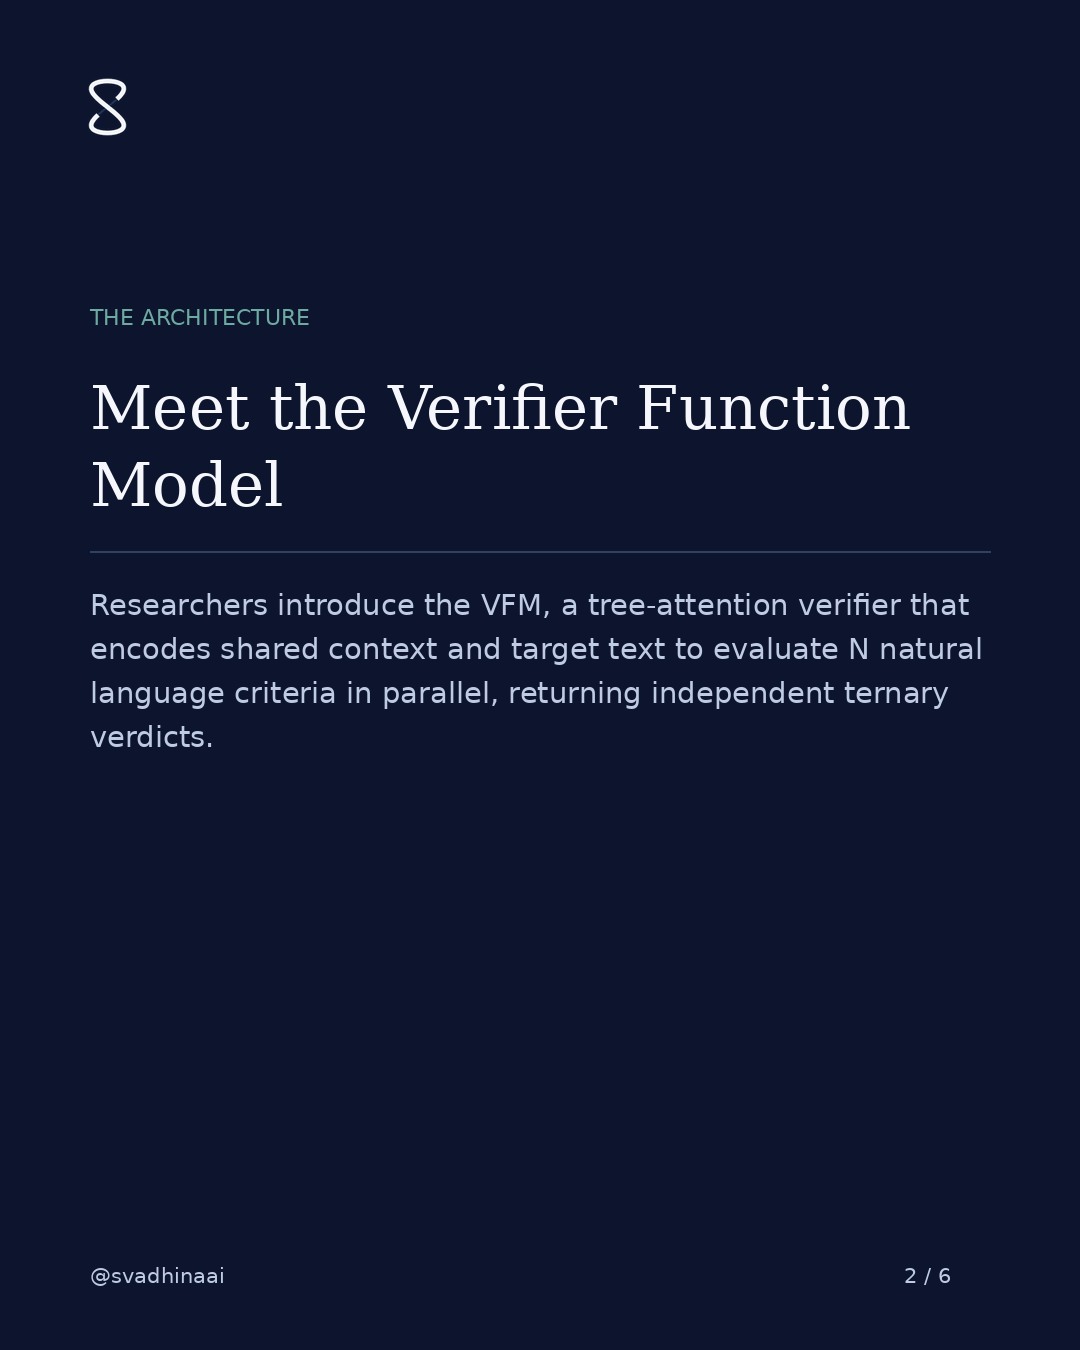 THE ARCHITECTURE
Meet the Verifier Function
Model
Researchers introduce the VFM, a tree-attention verifier that
encodes shared context and target text to evaluate N natural
language criteria in parallel, returning independent ternary
verdicts.
@svadhinaai
2 / 6